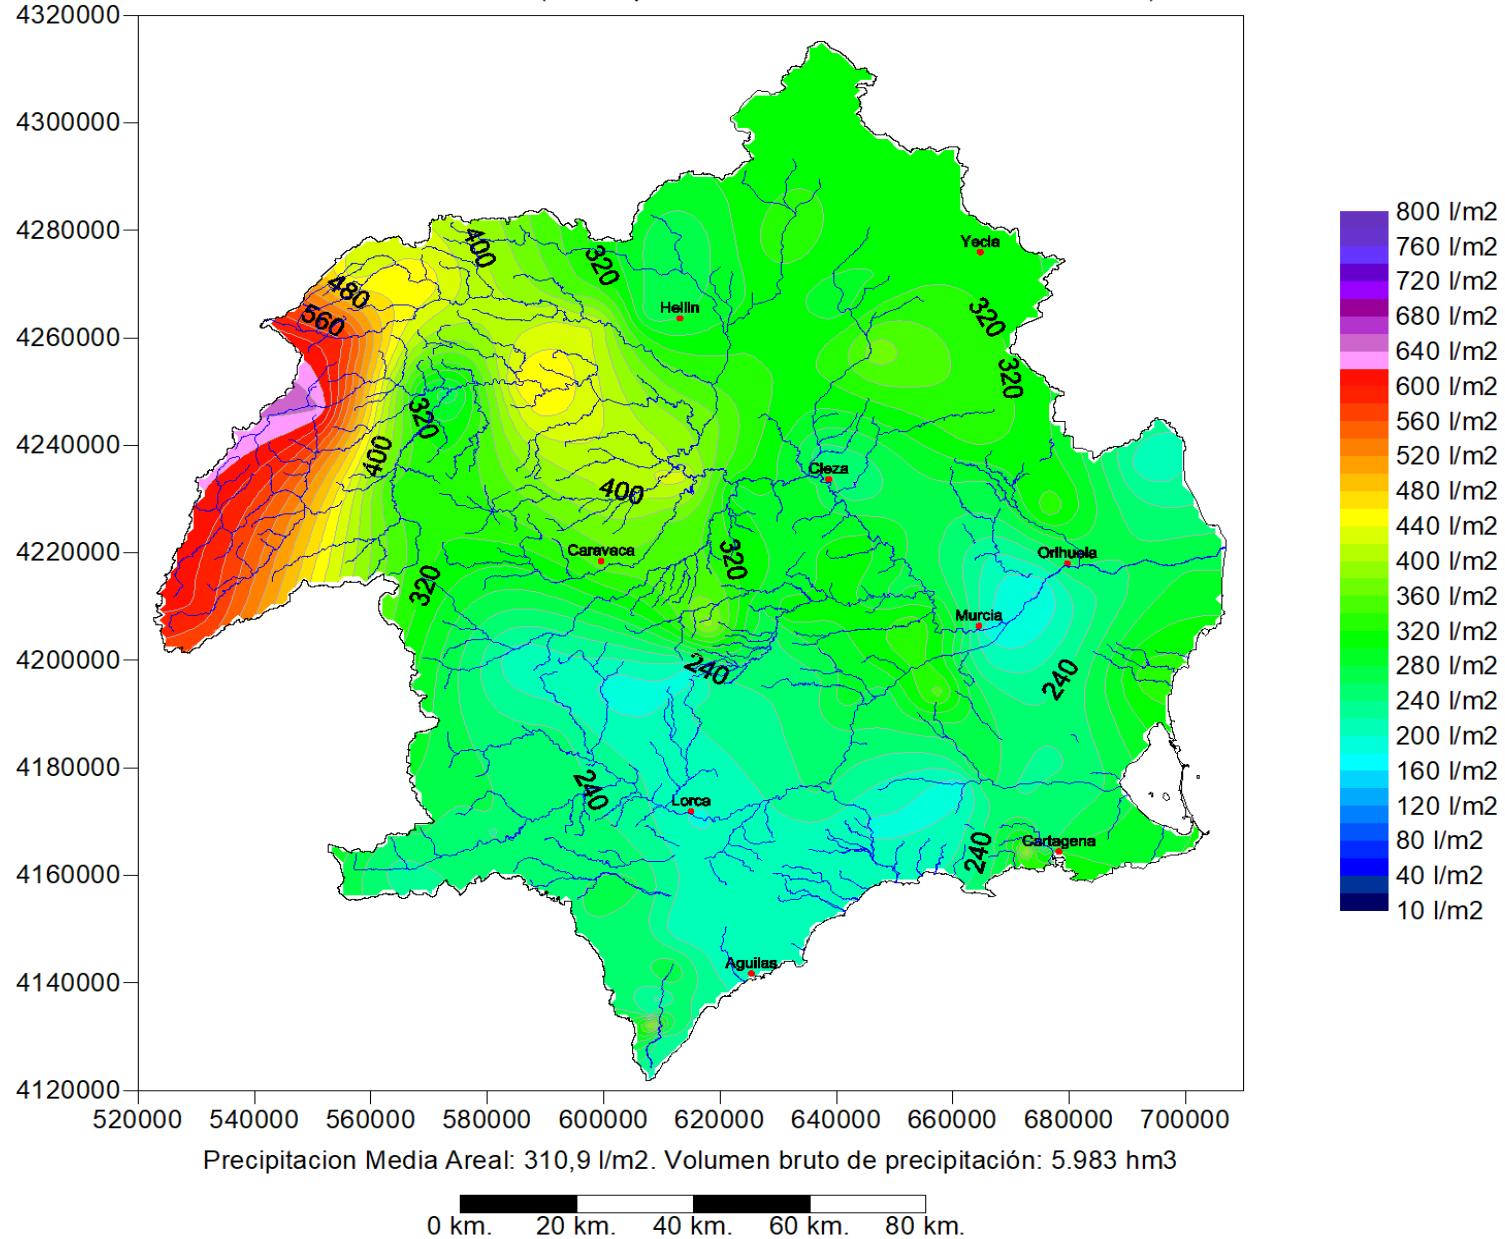 4320000
4300000
4280000
4260000
4240000
4220000
4200000
4180000
4160000
4140000
4120000
520000 540000 560000 580000 600000 620000 640000 660000 680000 700000
400
320
480
560
320
400
400
320
320
320
320
240
240
240
240
Yecla
Hellin
Cieza
Caravaca
Orihuela
Murcia
Lorca
Cartagena
Aguilas
800 l/m2
760 l/m2
720 l/m2
680 l/m2
640 l/m2
600 l/m2
560 l/m2
520 l/m2
480 l/m2
440 l/m2
400 l/m2
360 l/m2
320 l/m2
280 l/m2
240 l/m2
200 l/m2
160 l/m2
120 l/m2
80 l/m2
40 l/m2
10 l/m2
Precipitacion Media Areal: 310,9 l/m2. Volumen bruto de precipitación: 5.983 hm3
0 km. 20 km. 40 km. 60 km. 80 km.